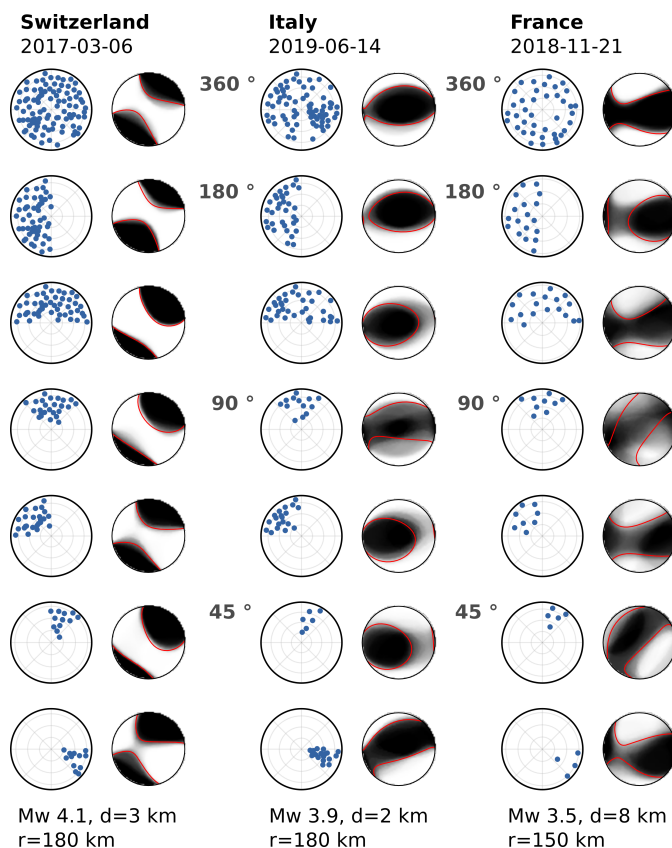 Switzerland
2017-03-06
Italy
2019-06-14
France
2018-11-21
360 °
360 °
180 °
180 °
90 °
90 °
45 °
45 °
Mw 4.1, d=3 km
r=180 km
Mw 3.9, d=2 km
r=180 km
Mw 3.5, d=8 km
r=150 km